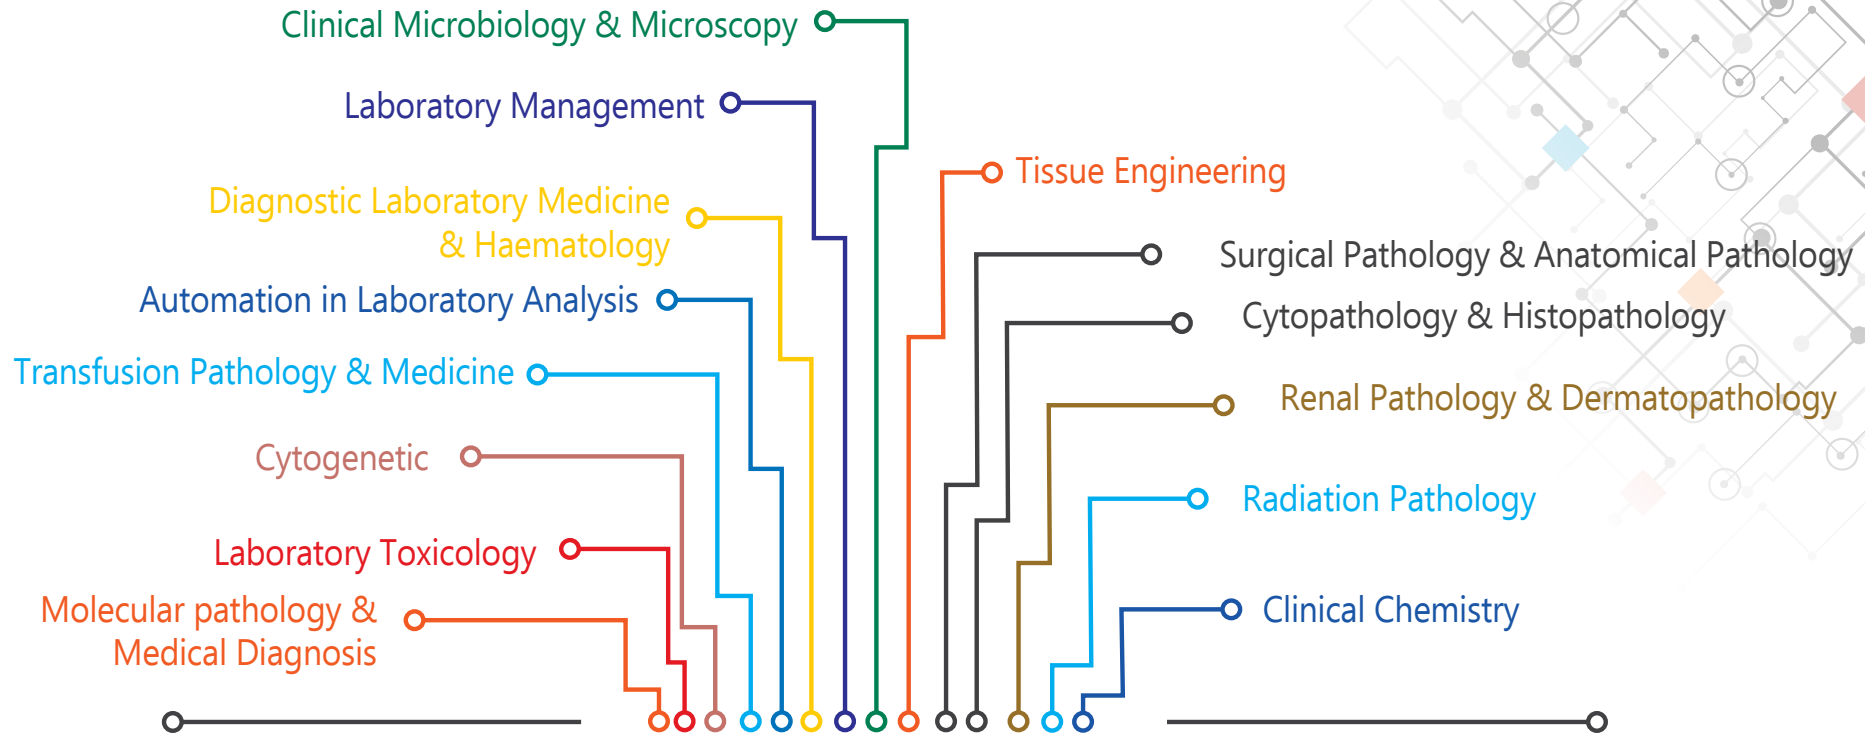 Clinical Microbiology & Microscopy
Laboratory Management
Diagnostic Laboratory Medicine
& Haematology
Automation in Laboratory Analysis
Transfusion Pathology & Medicine
Cytogenetic
Laboratory Toxicology
Molecular pathology &
Medical Diagnosis
Tissue Engineering
Surgical Pathology & Anatomical Pathology
Cytopathology & Histopathology
Renal Pathology & Dermatopathology
Radiation Pathology
Clinical Chemistry